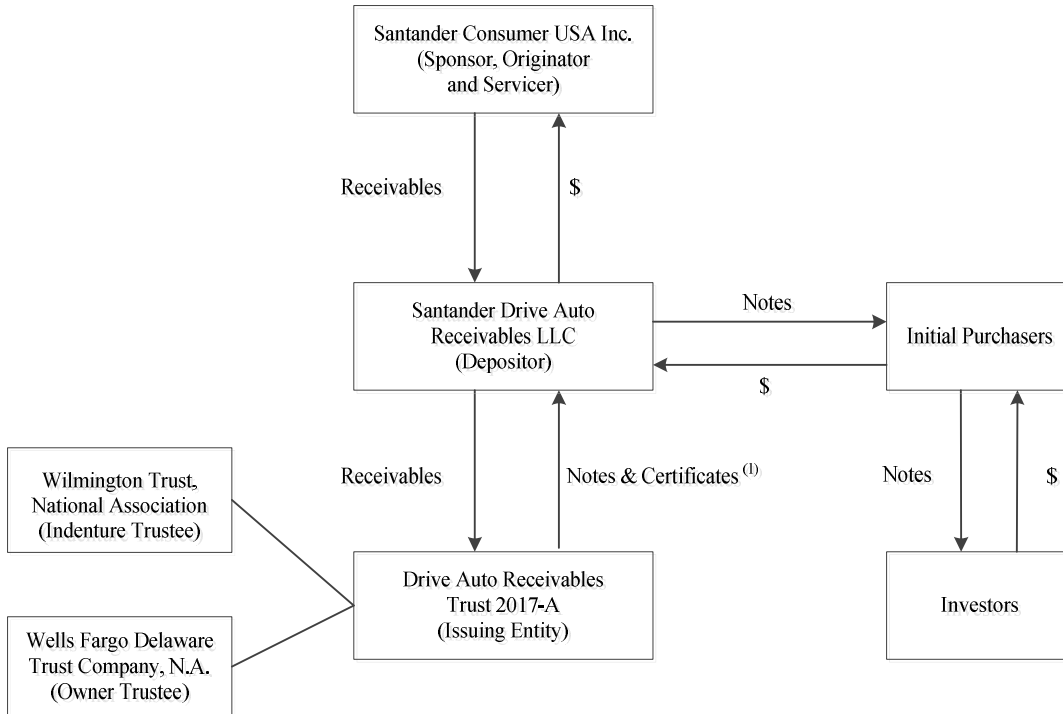 Santander Consumer USA Inc.
(Sponsor, Originator
and Servicer)
Receivables
$
Santander Drive Auto
Receivables LLC
(Depositor)
Notes
$
Initial Purchasers
Receivables
Notes & Certificates (1)
Notes
$
Wilmington Trust,
National Association
(Indenture Trustee)
Drive Auto Receivables
Trust 2017-A
(Issuing Entity)
Investors
Wells Fargo Delaware
Trust Company, N.A.
(Owner Trustee)